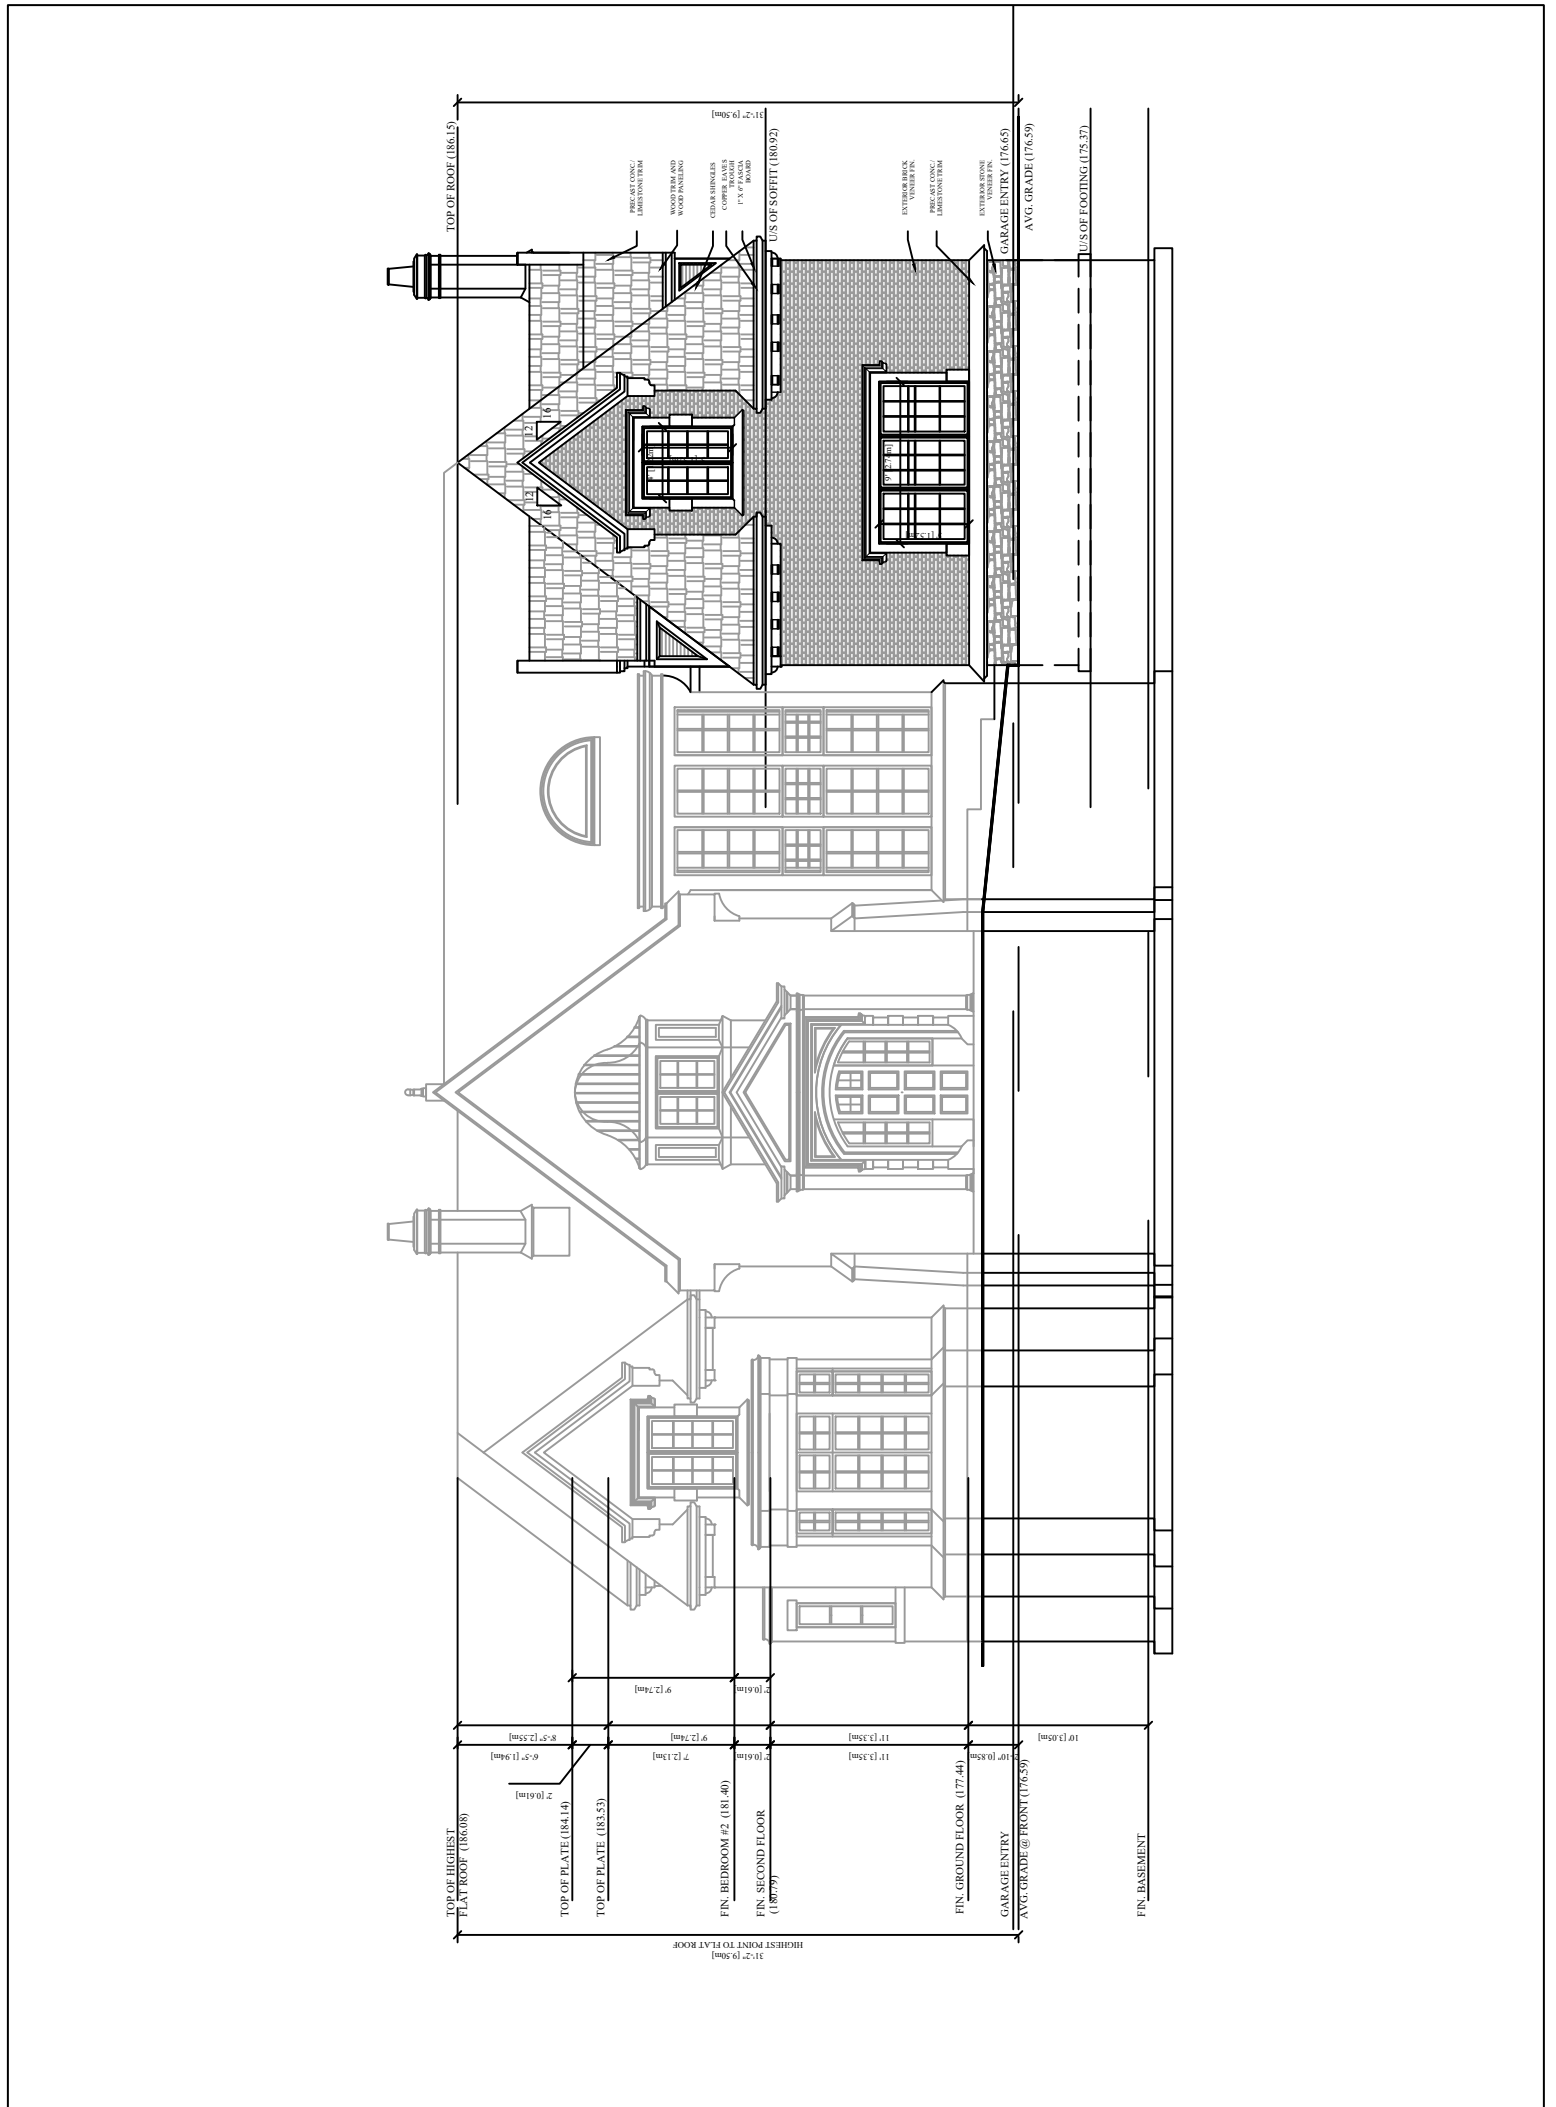 TOP OF ROOF (186.15)
31'-2" [9.50m]
U/S OF SOFFIT (180.92)
GARAGE ENTRY (176.65)
AVG. GRADE (176.59)
U/S OF FOOTING (175.37)
PRECAST CONC./
LIMESTONE TRIM
WOOD TRIM AND
WOOD PANELING
CEDAR SHINGLES
COPPER EAVES
TROUGH
1" X 6" FASCIA
BOARD
EXTERIOR BRICK
VENEER FIN.
PRECAST CONC./
LIMESTONE TRIM
EXTERIOR STONE
VENEER FIN.
12
16
12
16
9' [2.74m]
9' [2.74m]
2' [0.61m]
8'-5" [2.55m]
9' [2.74m]
11' [3.35m]
10' [3.05m]
6'-5" [1.94m]
7' [2.13m]
2' [0.61m]
11' [3.35m]
2'-10" [0.85m]
2' [0.61m]
TOP OF HIGHEST
FLAT ROOF (186.08)
TOP OF PLATE (184.14)
TOP OF PLATE (183.53)
FIN. BEDROOM #2 (181.40)
FIN. SECOND FLOOR
(180.79)
FIN. GROUND FLOOR (177.44)
GARAGE ENTRY
AVG. GRADE @ FRONT (176.59)
FIN. BASEMENT
HIGHEST POINT TO FLAT ROOF
31'-2" [9.50m]